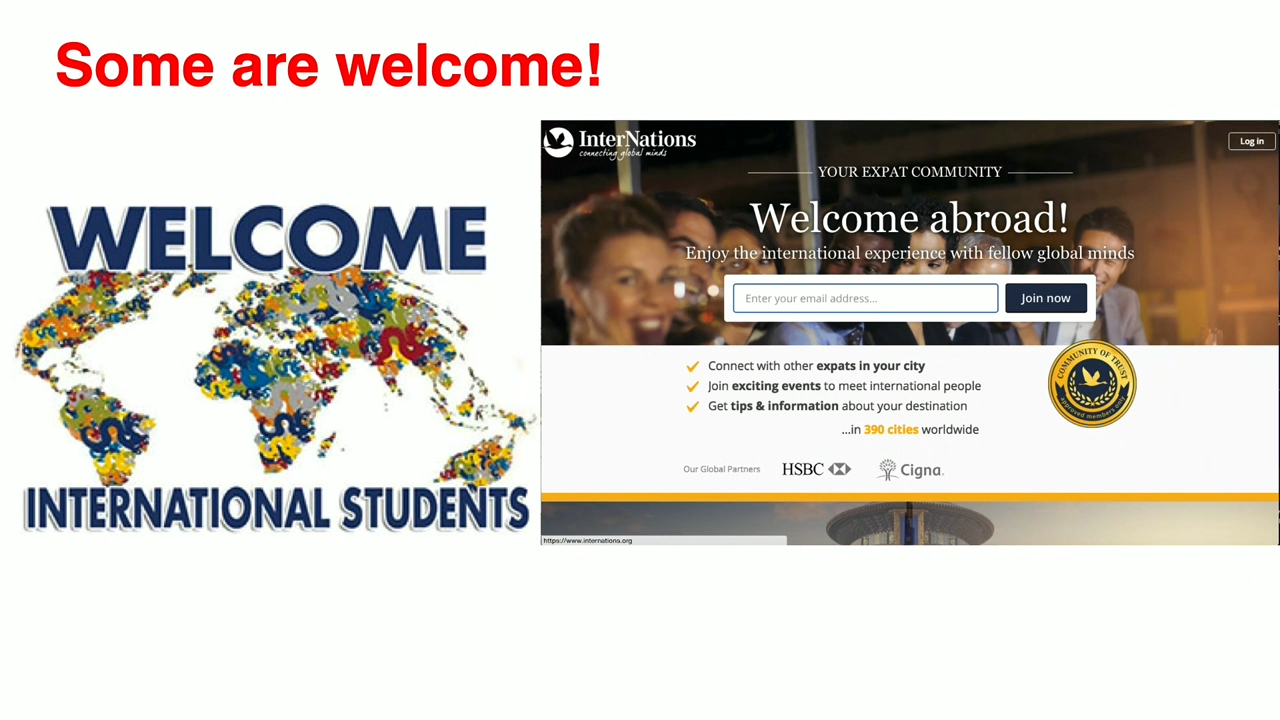 Some are welcome!
WELCOME
INTERNATIONAL STUDENTS
InterNations
connecting global minds
Log in
YOUR EXPAT COMMUNITY
Welcome abroad!
Enjoy the international experience with fellow global minds
Enter your email address...
Join now
Connect with other expats in your city
Join exciting events to meet international people
Get tips & information about your destination
...in 390 cities worldwide
COMMUNITY OF TRUST
approved members only
Our Global Partners
HSBC
Cigna.
https://www.internations.org